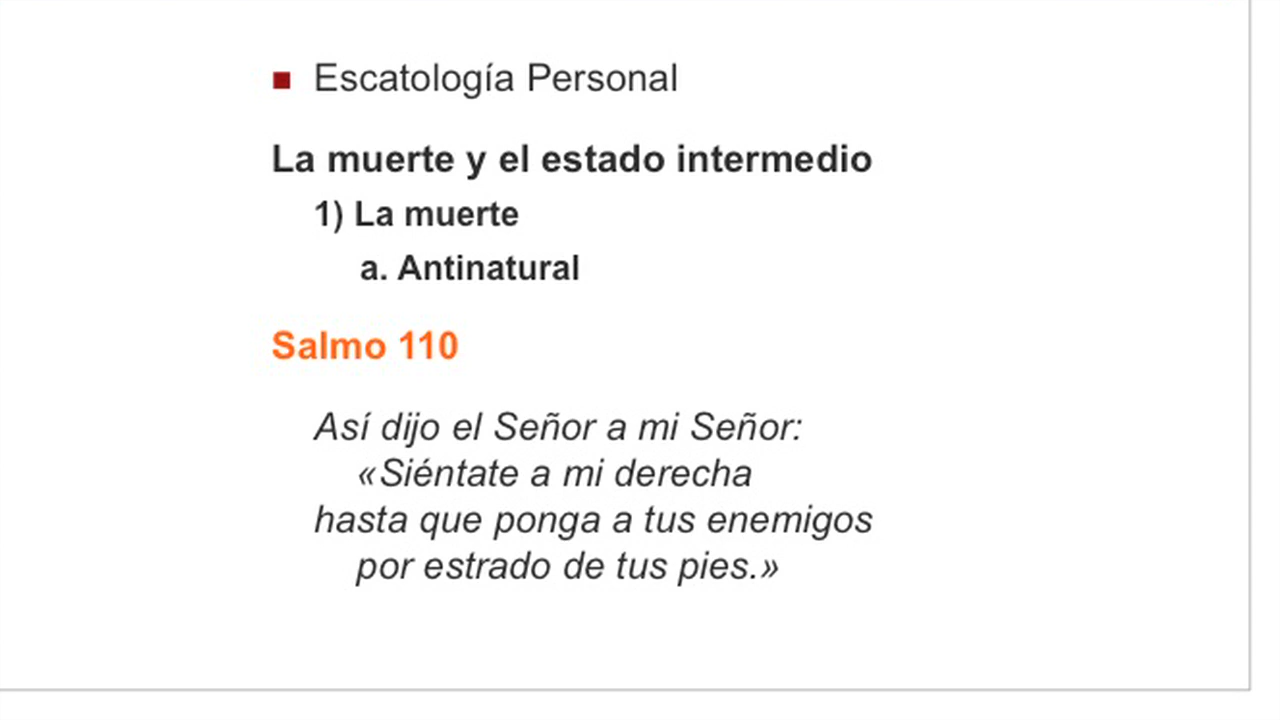 Escatología Personal
La muerte y el estado intermedio
1) La muerte
a. Antinatural
Salmo 110
Así dijo el Señor a mi Señor:
«Siéntate a mi derecha
hasta que ponga a tus enemigos
por estrado de tus pies.»